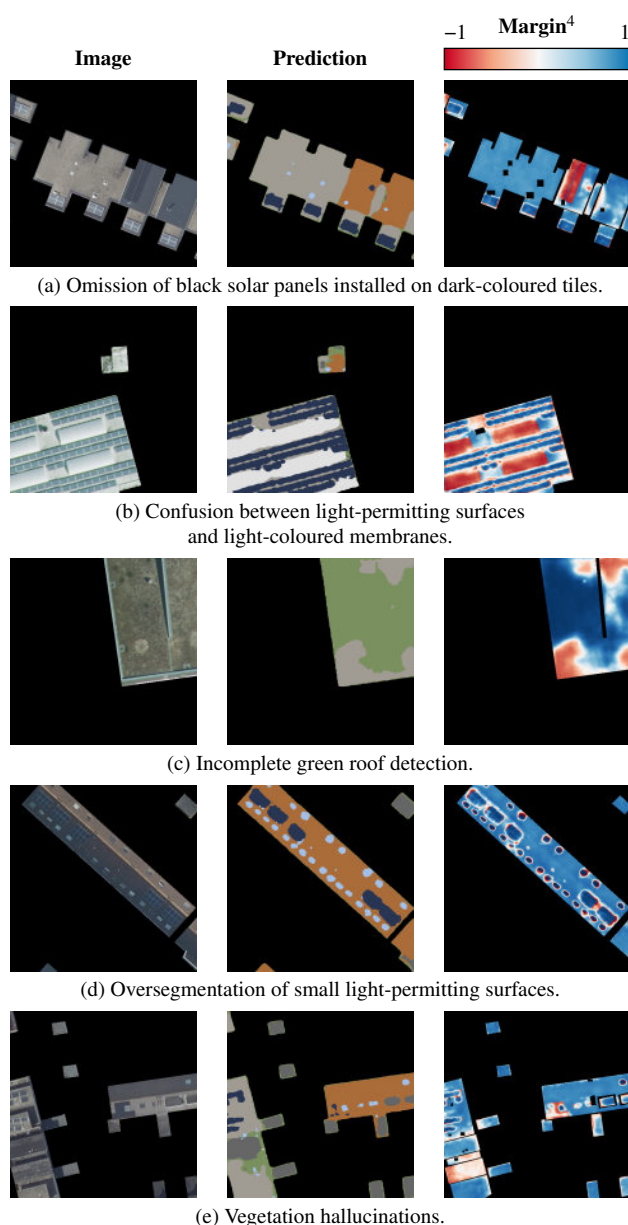 Image Prediction Margin⁴
−1 1
(a) Omission of black solar panels installed on dark-coloured tiles.
(b) Confusion between light-permitting surfaces
and light-coloured membranes.
(c) Incomplete green roof detection.
(d) Oversegmentation of small light-permitting surfaces.
(e) Vegetation hallucinations.